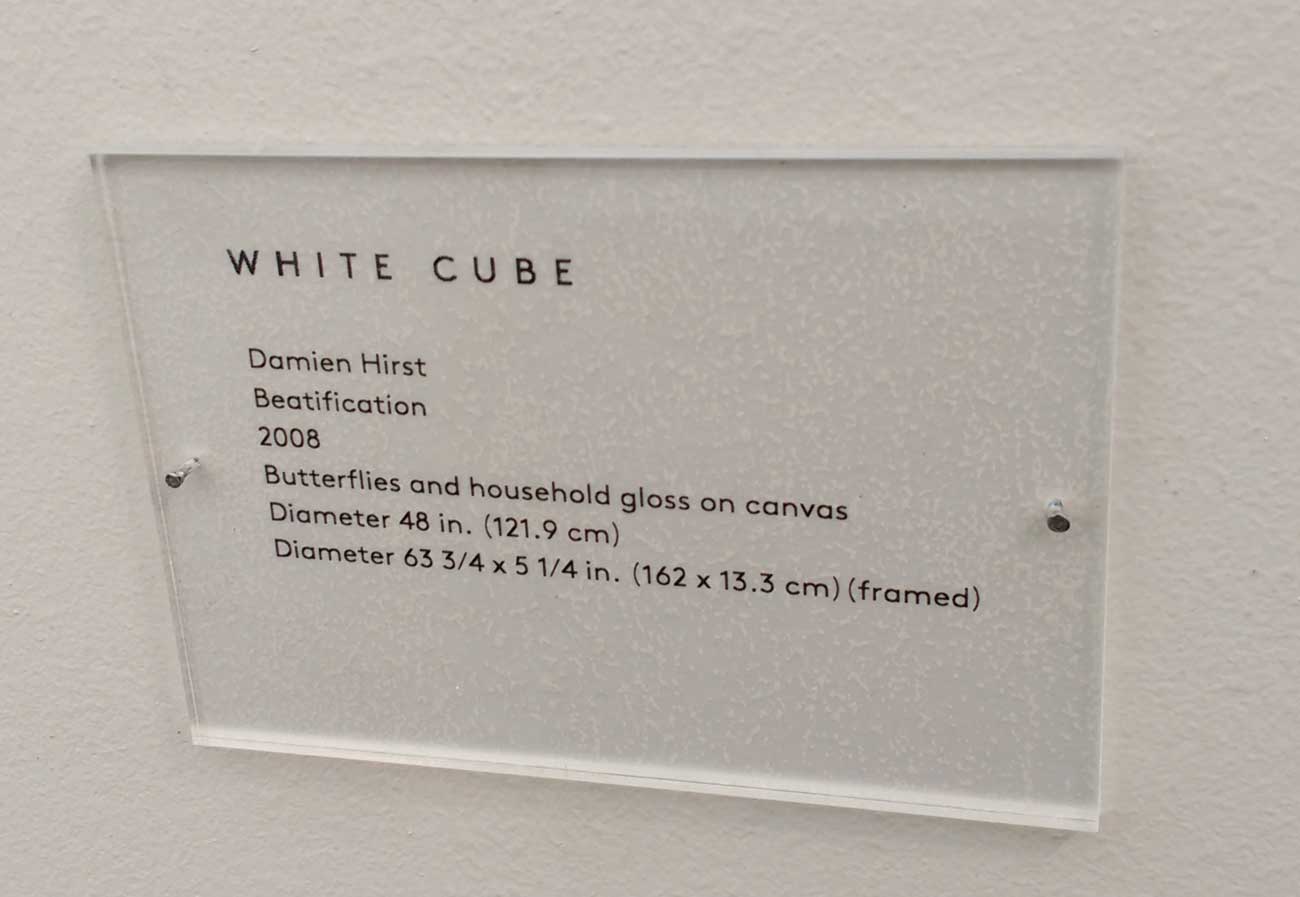 WHITE CUBE
Damien Hirst
Beatification
2008
Butterflies and household gloss on canvas
Diameter 48 in. (121.9 cm)
Diameter 63 3/4 x 5 1/4 in. (162 x 13.3 cm) (framed)